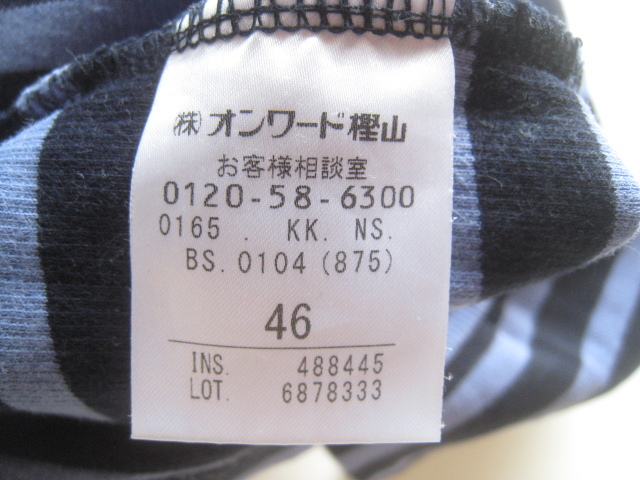 (株)オンワード樫山
お客様相談室
0120-58-6300
0165 . KK. NS.
BS. 0104 (875)
46
INS. 488445
LOT. 6878333